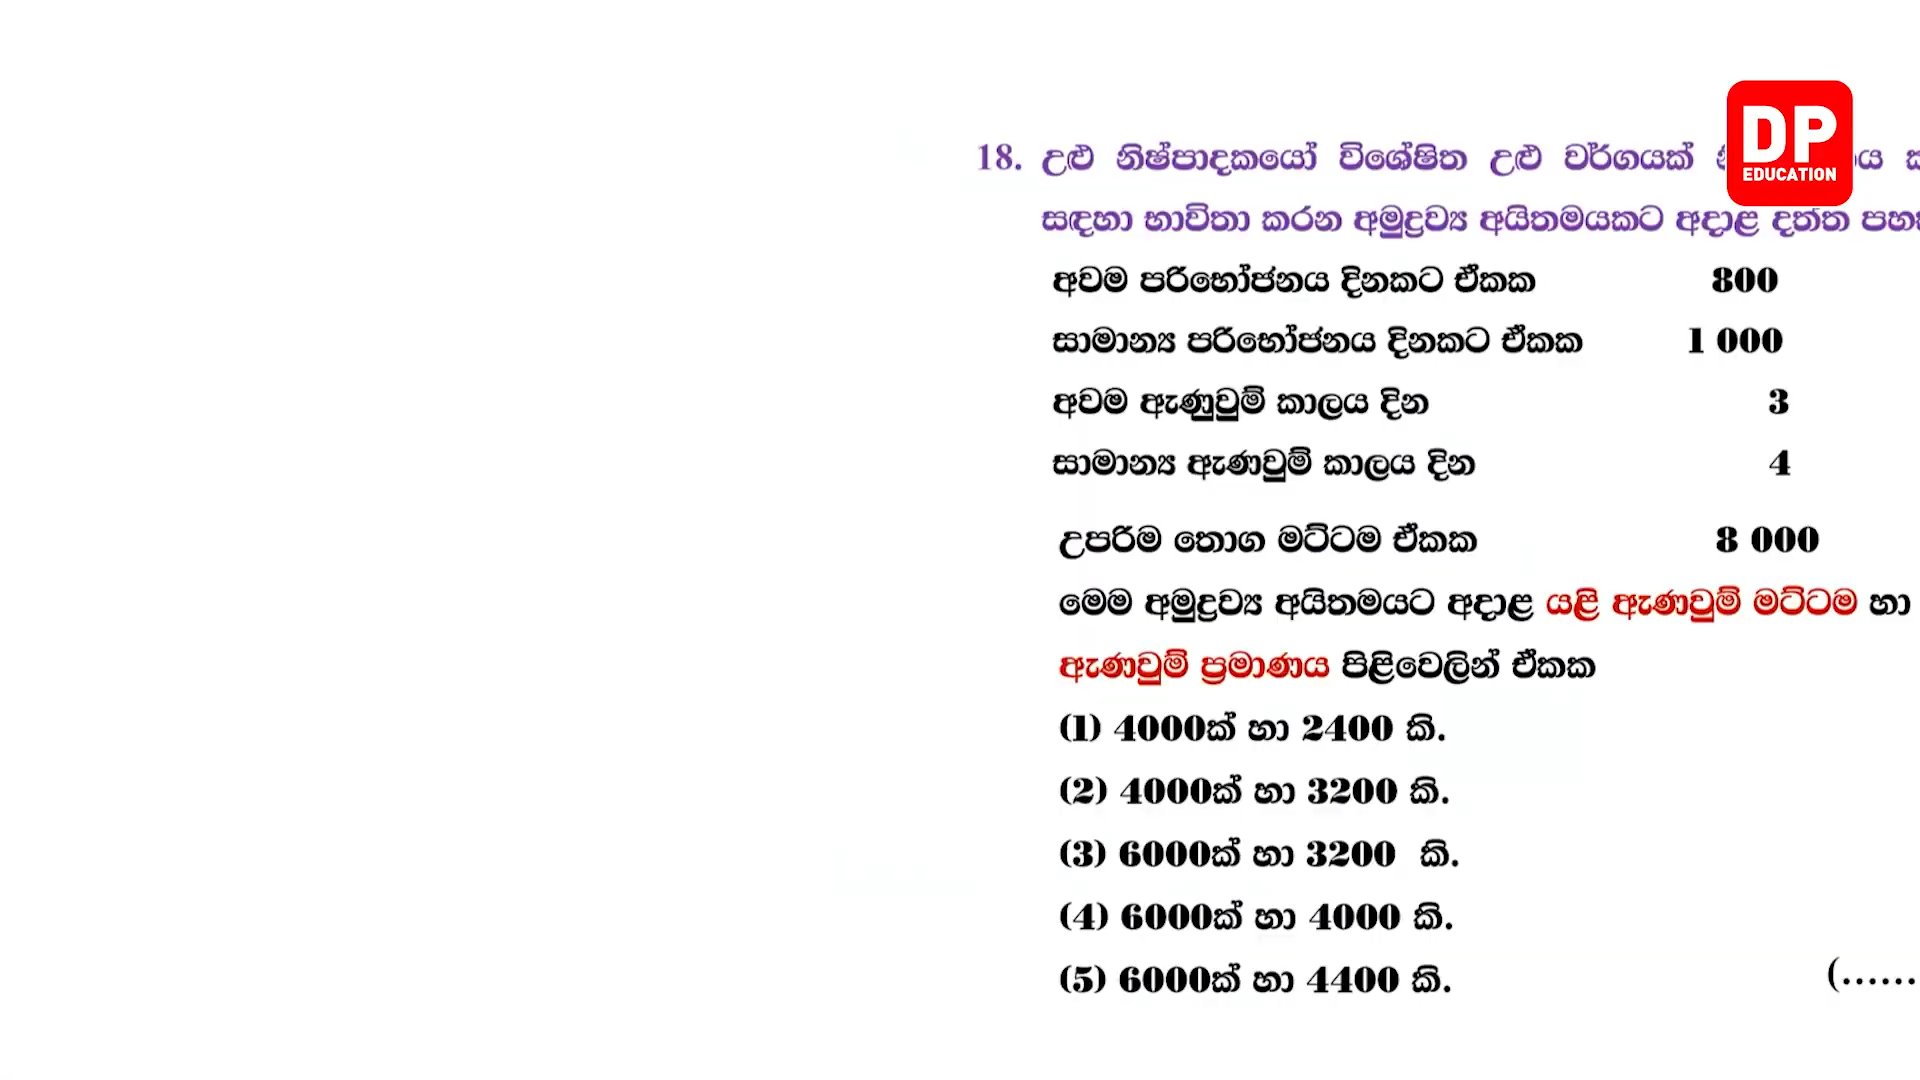 DP
EDUCATION
18. උළු නිෂ්පාදකයෝ විශේෂිත උළු වර්ගයක්
සඳහා භාවිතා කරන අමුද්‍රව්‍ය අයිතමයකට අදාළ දත්ත
අවම පරිභෝජනය දිනකට ඒකක 800
සාමාන්‍ය පරිභෝජනය දිනකට ඒකක 1 000
අවම ඇණුවුම් කාලය දින 3
සාමාන්‍ය ඇණවුම් කාලය දින 4
උපරිම තොග මට්ටම ඒකක 8 000
මෙම අමුද්‍රව්‍ය අයිතමයට අදාළ යළි ඇණවුම් මට්ටම හා
ඇණවුම් ප්‍රමාණය පිළිවෙලින් ඒකක
(1) 4000ක් හා 2400 කි.
(2) 4000ක් හා 3200 කි.
(3) 6000ක් හා 3200 කි.
(4) 6000ක් හා 4000 කි.
(5) 6000ක් හා 4400 කි.
(......